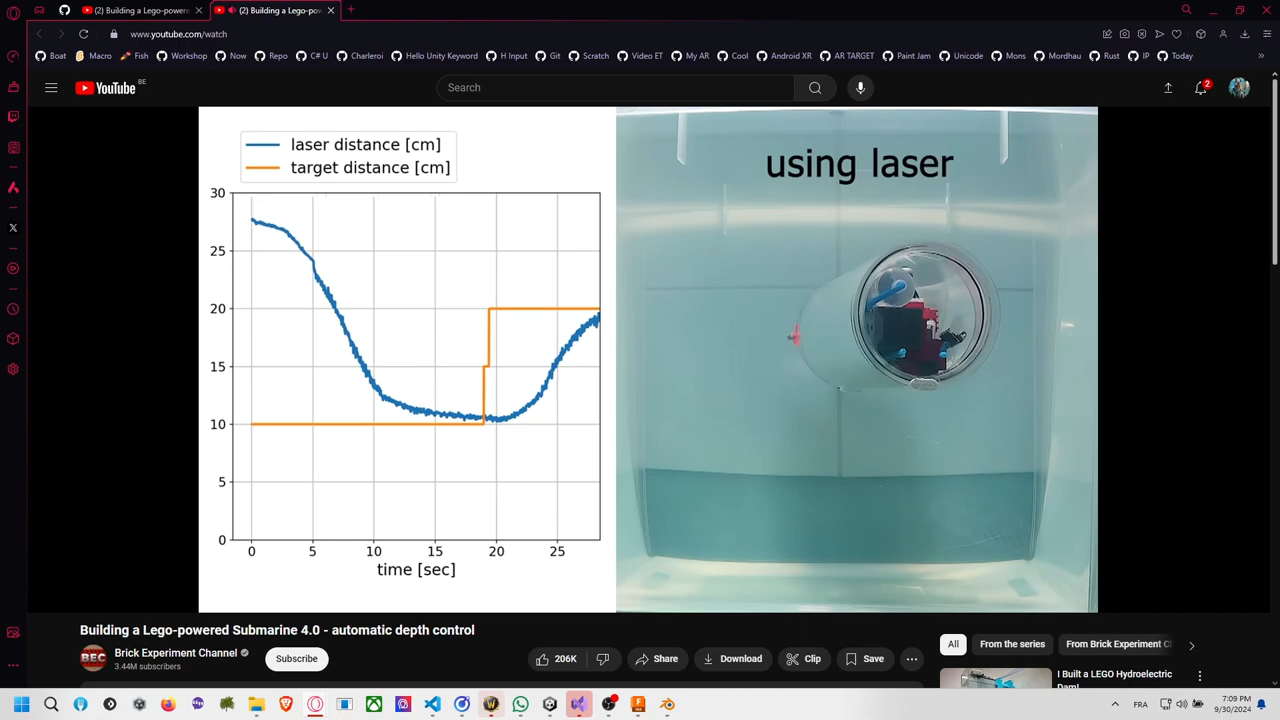 (2) Building a Lego-powere
(2) Building a Lego-pow
www.youtube.com/watch
Boat
Macro
Fish
Workshop
Now
Repo
C# U
Charleroi
Hello Unity Keyword
H Input
Git
Scratch
Video ET
My AR
Cool
Android XR
AR TARGET
Paint Jam
Unicode
Mons
Mordhau
Rust
IP
Today
YouTube BE
Search
2
laser distance [cm]
target distance [cm]
30
25
20
15
10
5
0
0 5 10 15 20 25
time [sec]
using laser
Building a Lego-powered Submarine 4.0 - automatic depth control
BEC
Brick Experiment Channel
3.44M subscribers
Subscribe
206K
Share
Download
Clip
Save
All
From the series
From Brick Experiment C
I Built a LEGO Hydroelectric
Dam!
FRA
7:09 PM
9/30/2024